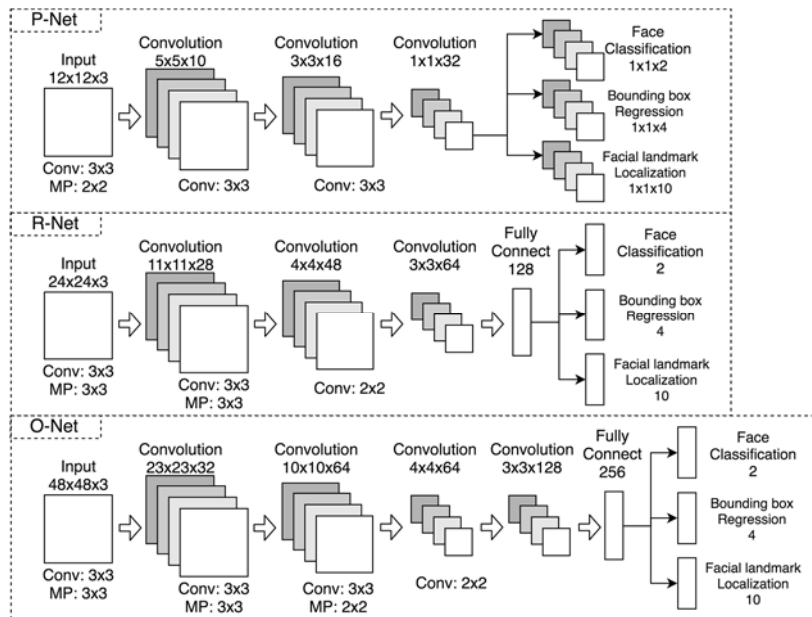 P-Net
Input
12x12x3
Conv: 3x3
MP: 2x2
Convolution
5x5x10
Conv: 3x3
Convolution
3x3x16
Conv: 3x3
Convolution
1x1x32
Face
Classification
1x1x2
Bounding box
Regression
1x1x4
Facial landmark
Localization
1x1x10
R-Net
Input
24x24x3
Conv: 3x3
MP: 3x3
Convolution
11x11x28
Conv: 3x3
MP: 3x3
Convolution
4x4x48
Conv: 2x2
Convolution
3x3x64
Fully
Connect
128
Face
Classification
2
Bounding box
Regression
4
Facial landmark
Localization
10
O-Net
Input
48x48x3
Conv: 3x3
MP: 3x3
Convolution
23x23x32
Conv: 3x3
MP: 3x3
Convolution
10x10x64
Conv: 3x3
MP: 2x2
Convolution
4x4x64
Conv: 2x2
Convolution
3x3x128
Fully
Connect
256
Face
Classification
2
Bounding box
Regression
4
Facial landmark
Localization
10